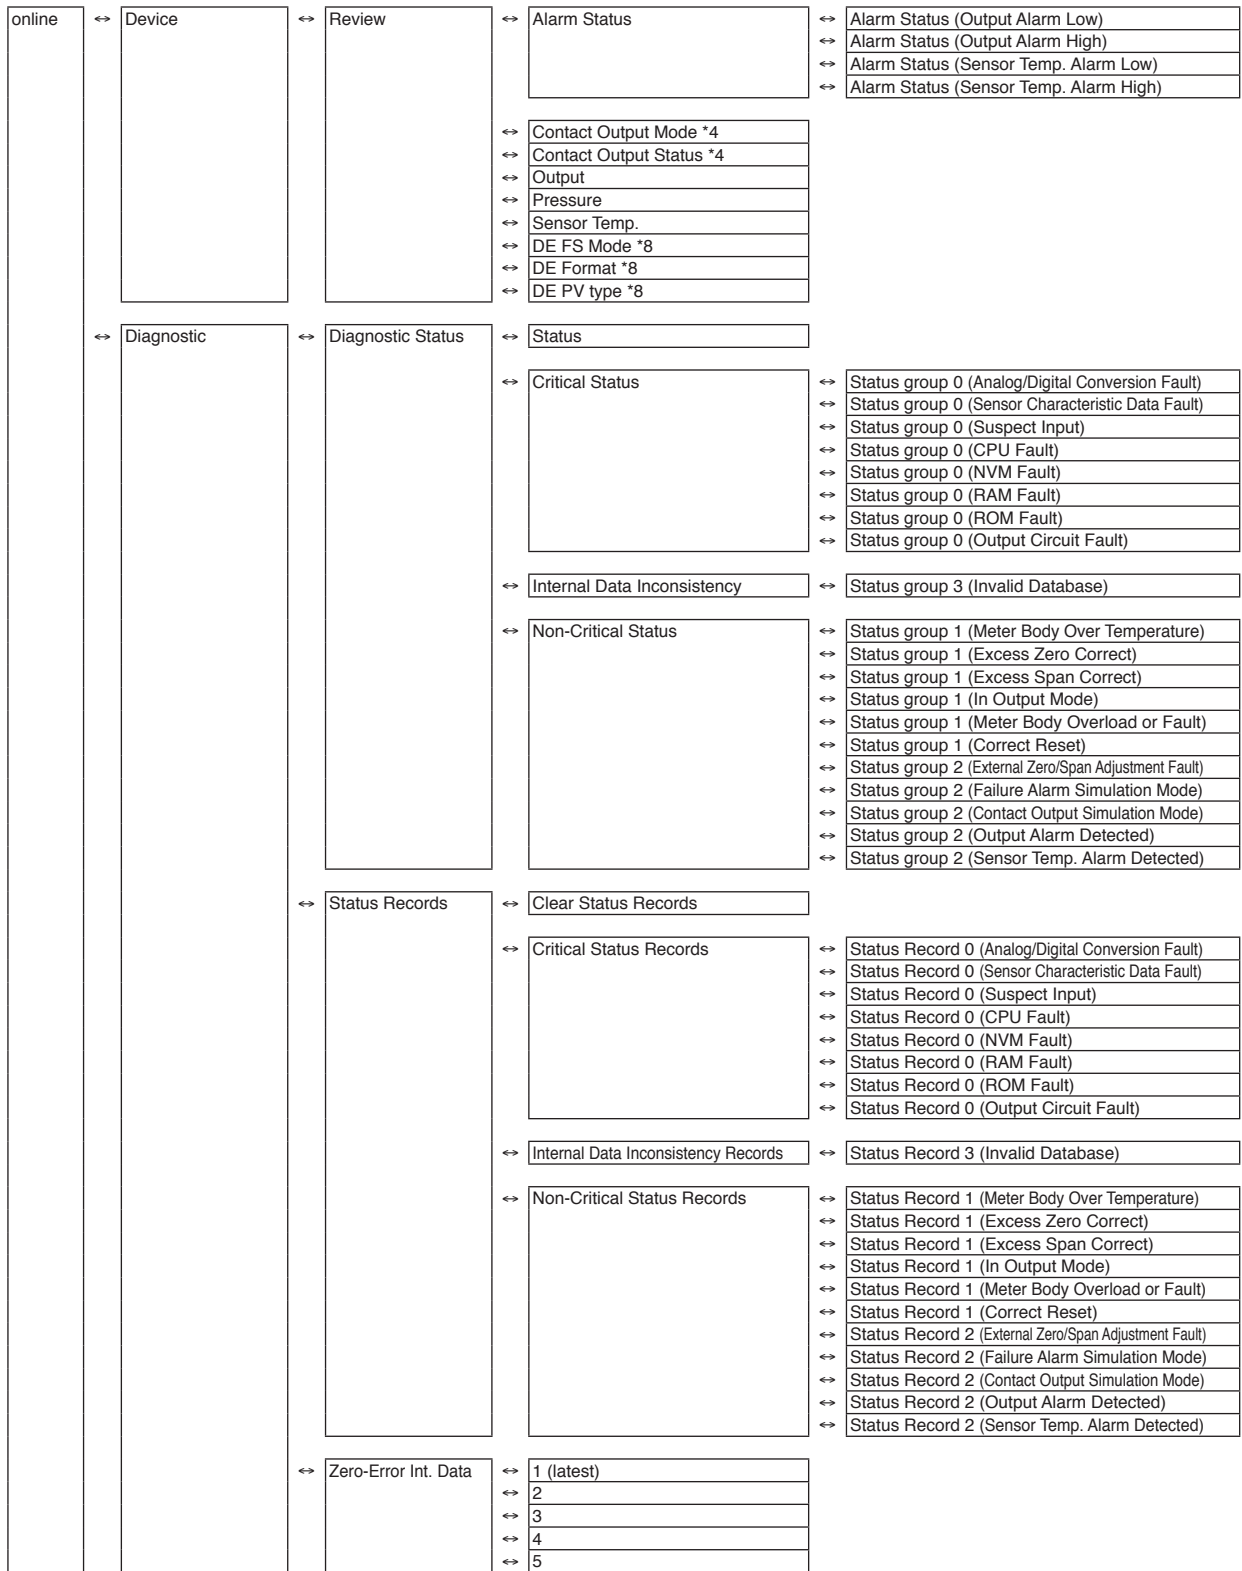 online ⇔ Device ⇔ Review ⇔ Alarm Status ⇔ Alarm Status (Output Alarm Low)
⇔ Alarm Status (Output Alarm High)
⇔ Alarm Status (Sensor Temp. Alarm Low)
⇔ Alarm Status (Sensor Temp. Alarm High)
⇔ Contact Output Mode *4
⇔ Contact Output Status *4
⇔ Output
⇔ Pressure
⇔ Sensor Temp.
⇔ DE FS Mode *8
⇔ DE Format *8
⇔ DE PV type *8
⇔ Diagnostic ⇔ Diagnostic Status ⇔ Status
⇔ Critical Status ⇔ Status group 0 (Analog/Digital Conversion Fault)
⇔ Status group 0 (Sensor Characteristic Data Fault)
⇔ Status group 0 (Suspect Input)
⇔ Status group 0 (CPU Fault)
⇔ Status group 0 (NVM Fault)
⇔ Status group 0 (RAM Fault)
⇔ Status group 0 (ROM Fault)
⇔ Status group 0 (Output Circuit Fault)
⇔ Internal Data Inconsistency ⇔ Status group 3 (Invalid Database)
⇔ Non-Critical Status ⇔ Status group 1 (Meter Body Over Temperature)
⇔ Status group 1 (Excess Zero Correct)
⇔ Status group 1 (Excess Span Correct)
⇔ Status group 1 (In Output Mode)
⇔ Status group 1 (Meter Body Overload or Fault)
⇔ Status group 1 (Correct Reset)
⇔ Status group 2 (External Zero/Span Adjustment Fault)
⇔ Status group 2 (Failure Alarm Simulation Mode)
⇔ Status group 2 (Contact Output Simulation Mode)
⇔ Status group 2 (Output Alarm Detected)
⇔ Status group 2 (Sensor Temp. Alarm Detected)
⇔ Status Records ⇔ Clear Status Records
⇔ Critical Status Records ⇔ Status Record 0 (Analog/Digital Conversion Fault)
⇔ Status Record 0 (Sensor Characteristic Data Fault)
⇔ Status Record 0 (Suspect Input)
⇔ Status Record 0 (CPU Fault)
⇔ Status Record 0 (NVM Fault)
⇔ Status Record 0 (RAM Fault)
⇔ Status Record 0 (ROM Fault)
⇔ Status Record 0 (Output Circuit Fault)
⇔ Internal Data Inconsistency Records ⇔ Status Record 3 (Invalid Database)
⇔ Non-Critical Status Records ⇔ Status Record 1 (Meter Body Over Temperature)
⇔ Status Record 1 (Excess Zero Correct)
⇔ Status Record 1 (Excess Span Correct)
⇔ Status Record 1 (In Output Mode)
⇔ Status Record 1 (Meter Body Overload or Fault)
⇔ Status Record 1 (Correct Reset)
⇔ Status Record 2 (External Zero/Span Adjustment Fault)
⇔ Status Record 2 (Failure Alarm Simulation Mode)
⇔ Status Record 2 (Contact Output Simulation Mode)
⇔ Status Record 2 (Output Alarm Detected)
⇔ Status Record 2 (Sensor Temp. Alarm Detected)
⇔ Zero-Error Int. Data ⇔ 1 (latest)
⇔ 2
⇔ 3
⇔ 4
⇔ 5